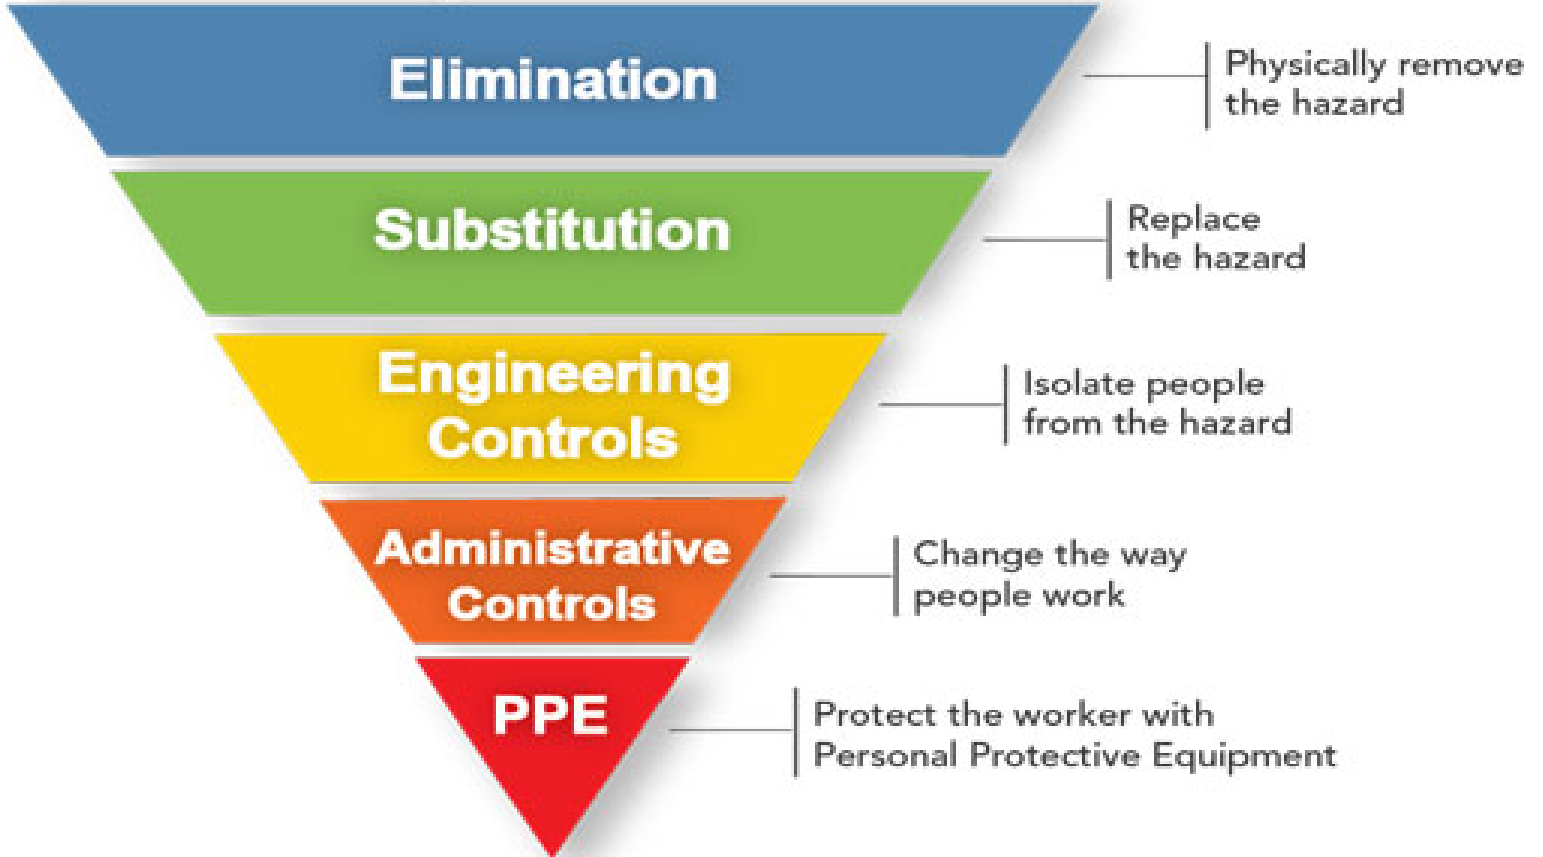 Elimination
Physically remove
the hazard
Substitution
Replace
the hazard
Engineering
Controls
Isolate people
from the hazard
Administrative
Controls
Change the way
people work
PPE
Protect the worker with
Personal Protective Equipment